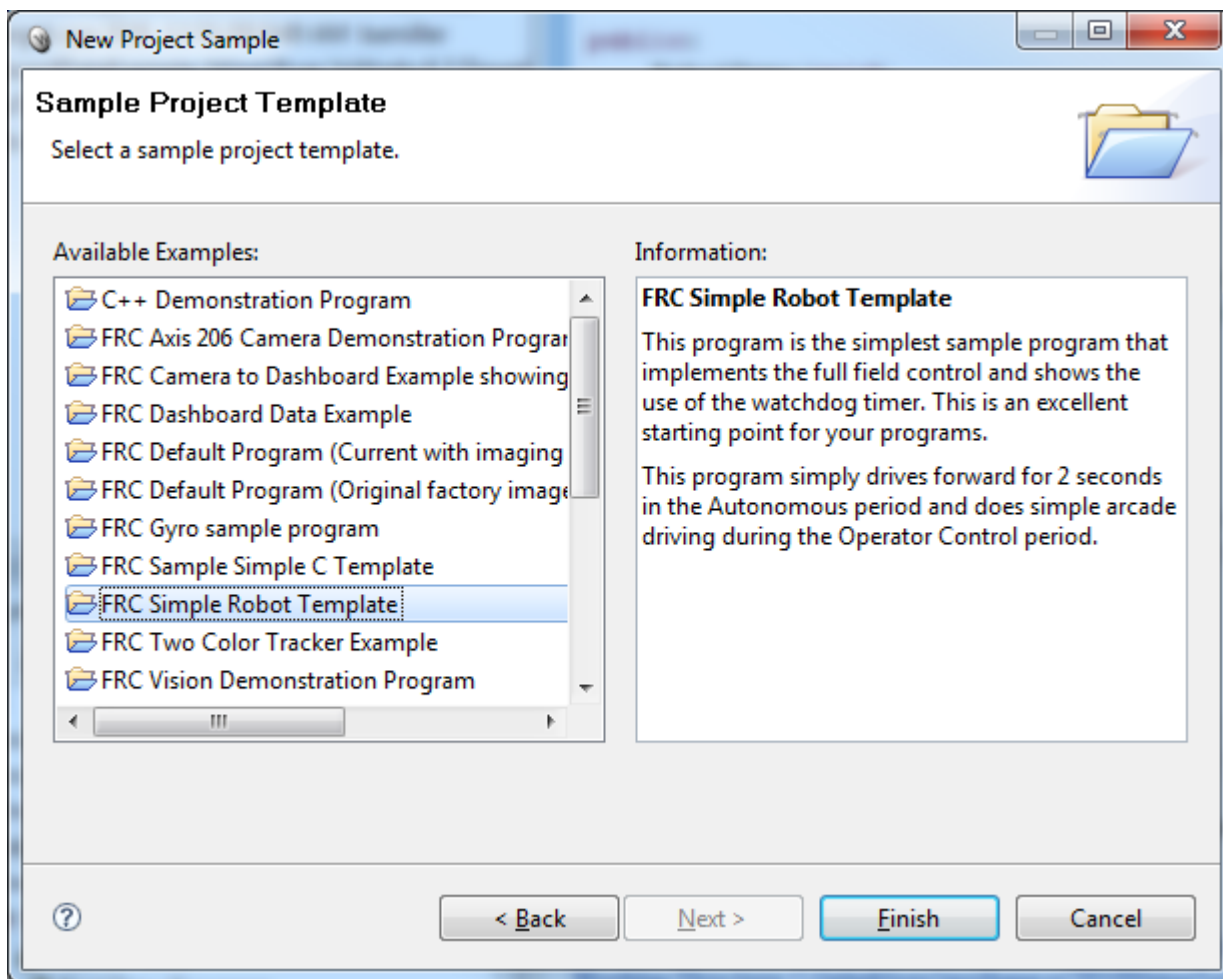 New Project Sample
Sample Project Template
Select a sample project template.
Available Examples:
C++ Demonstration Program
FRC Axis 206 Camera Demonstration
FRC Camera to Dashboard Example showing
FRC Dashboard Data Example
FRC Default Program (Current with imaging
FRC Default Program (Original factory image
FRC Gyro sample program
FRC Sample Simple C Template
FRC Simple Robot Template
FRC Two Color Tracker Example
FRC Vision Demonstration Program
Information:
FRC Simple Robot Template
This program is the simplest sample program that
implements the full field control and shows the
use of the watchdog timer. This is an excellent
starting point for your programs.
This program simply drives forward for 2 seconds
in the Autonomous period and does simple arcade
driving during the Operator Control period.
< Back
Next >
Finish
Cancel